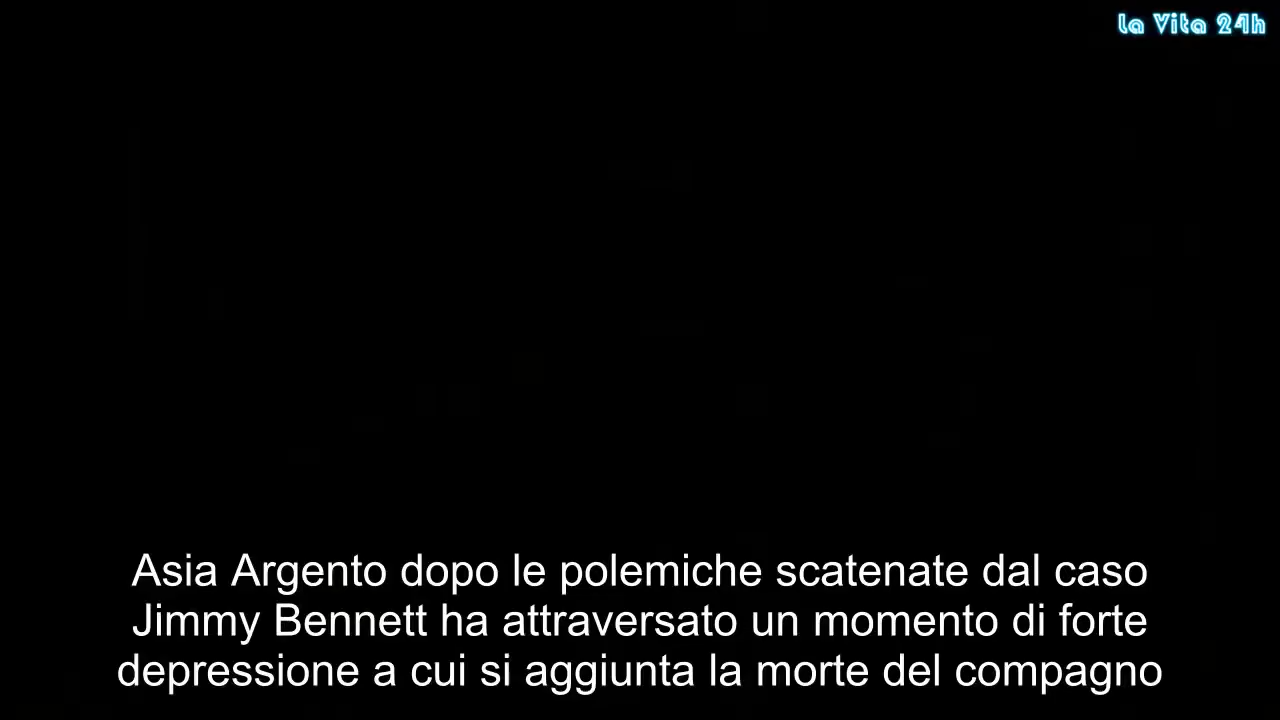 La Vita 24h
Asia Argento dopo le polemiche scatenate dal caso
Jimmy Bennett ha attraversato un momento di forte
depressione a cui si aggiunta la morte del compagno